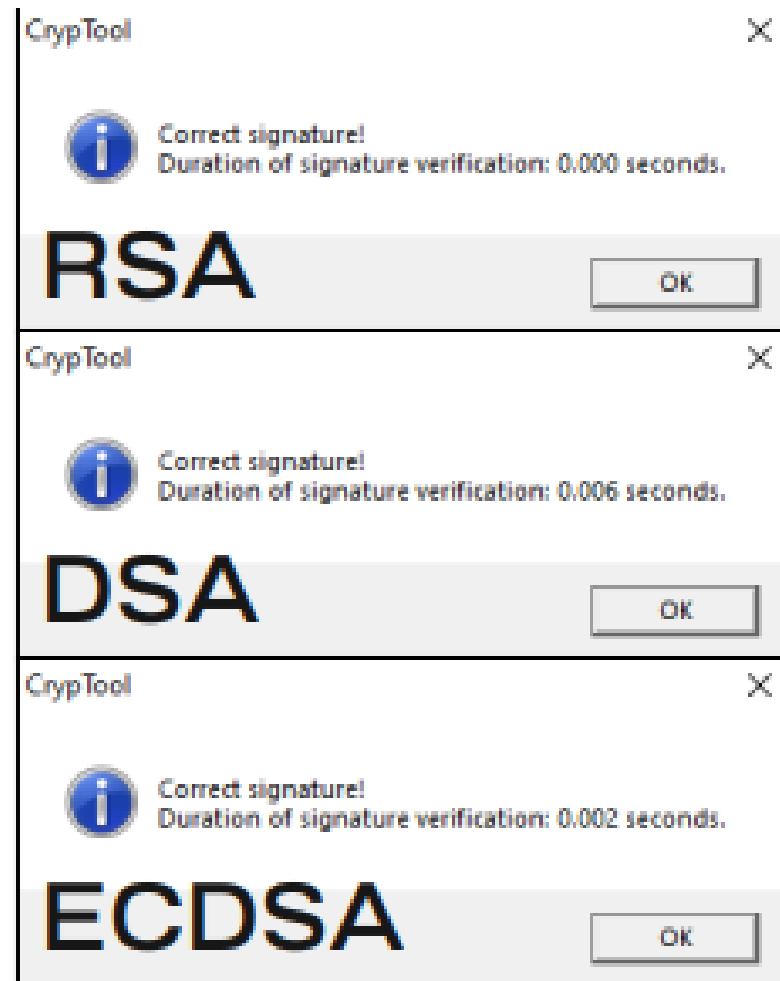 CrypTool
Correct signature!
Duration of signature verification: 0.000 seconds.
RSA
OK
CrypTool
Correct signature!
Duration of signature verification: 0.006 seconds.
DSA
OK
CrypTool
Correct signature!
Duration of signature verification: 0.002 seconds.
ECDSA
OK